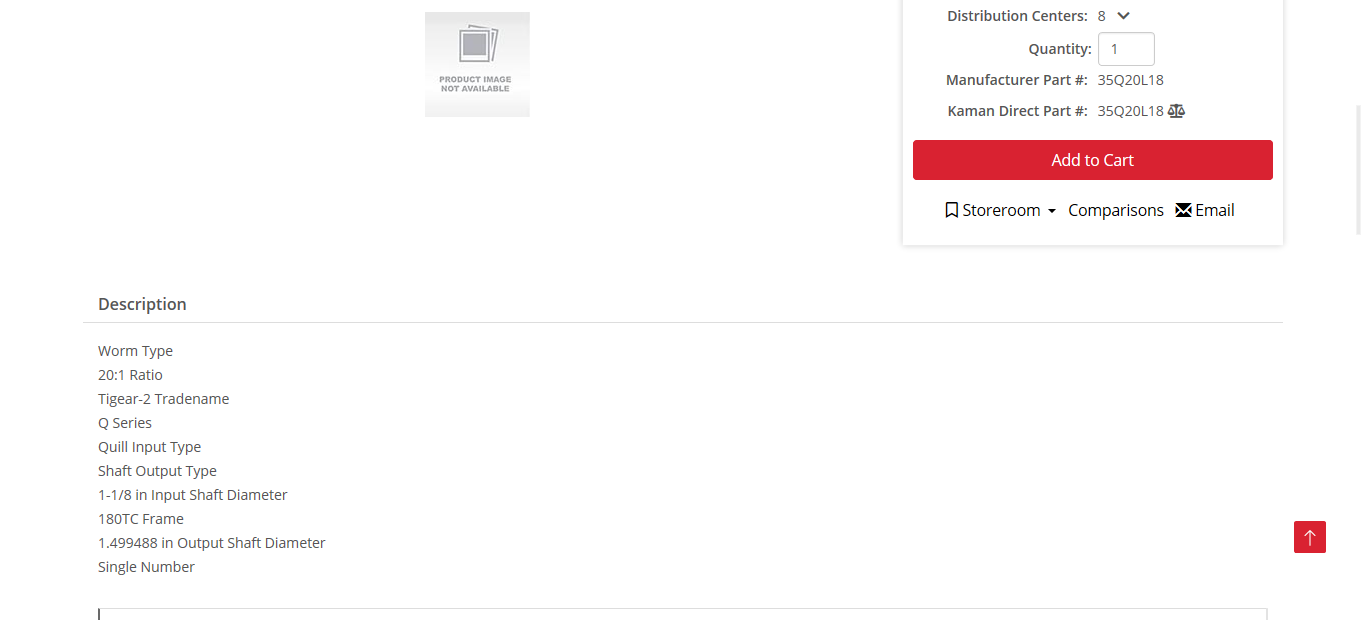 PRODUCT IMAGE
NOT AVAILABLE
Distribution Centers: 8
Quantity: 1
Manufacturer Part #: 35Q20L18
Kaman Direct Part #: 35Q20L18
Add to Cart
Storeroom Comparisons Email
Description
Worm Type
20:1 Ratio
Tigear-2 Tradename
Q Series
Quill Input Type
Shaft Output Type
1-1/8 in Input Shaft Diameter
180TC Frame
1.499488 in Output Shaft Diameter
Single Number